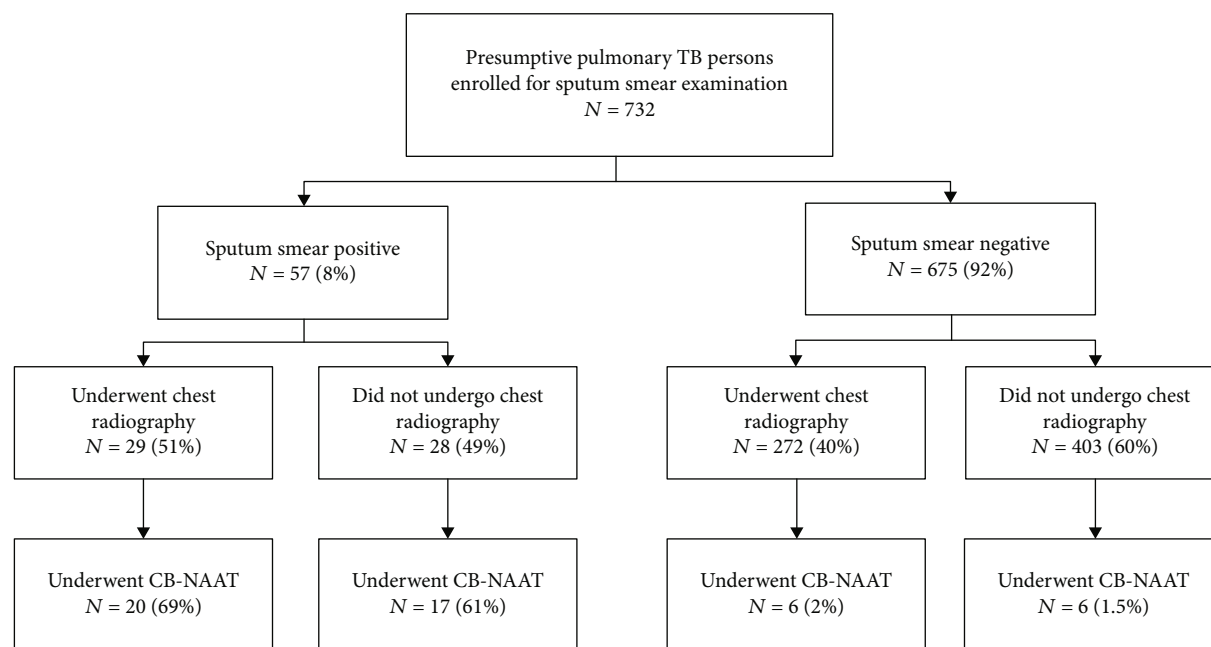 Presumptive pulmonary TB persons
enrolled for sputum smear examination
N = 732
Sputum smear positive
N = 57 (8%)
Sputum smear negative
N = 675 (92%)
Underwent chest
radiography
N = 29 (51%)
Did not undergo chest
radiography
N = 28 (49%)
Underwent chest
radiography
N = 272 (40%)
Did not undergo chest
radiography
N = 403 (60%)
Underwent CB-NAAT
N = 20 (69%)
Underwent CB-NAAT
N = 17 (61%)
Underwent CB-NAAT
N = 6 (2%)
Underwent CB-NAAT
N = 6 (1.5%)